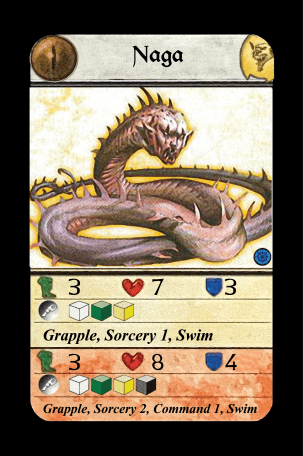 Naga
3 7 3
Grapple, Sorcery 1, Swim
3 8 4
Grapple, Sorcery 2, Command 1, Swim